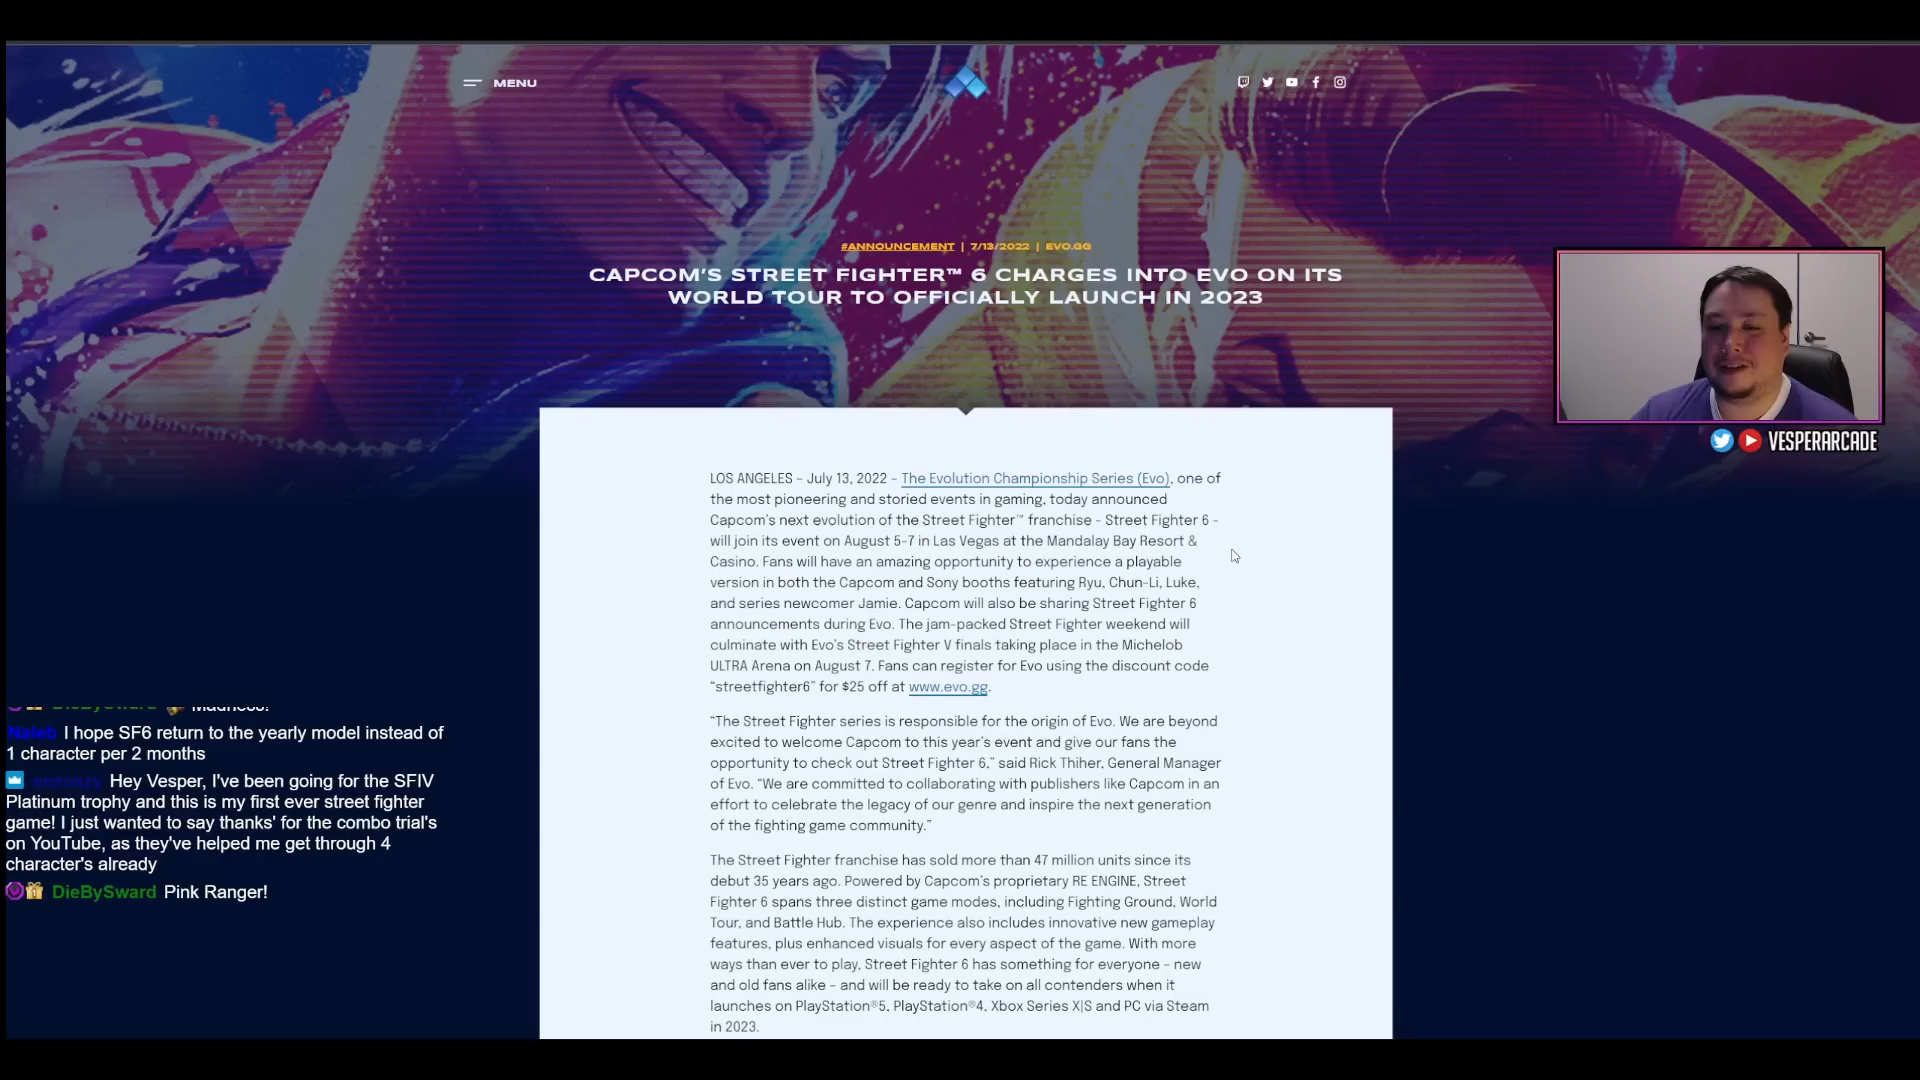 MENU
#ANNOUNCEMENT | 7/13/2022 | EVO.GG
CAPCOM'S STREET FIGHTER™ 6 CHARGES INTO EVO ON ITS
WORLD TOUR TO OFFICIALLY LAUNCH IN 2023
VESPERARCADE
LOS ANGELES – July 13, 2022 – The Evolution Championship Series (Evo), one of
the most pioneering and storied events in gaming, today announced
Capcom's next evolution of the Street Fighter™ franchise - Street Fighter 6 -
will join its event on August 5-7 in Las Vegas at the Mandalay Bay Resort &
Casino. Fans will have an amazing opportunity to experience a playable
version in both the Capcom and Sony booths featuring Ryu, Chun-Li, Luke,
and series newcomer Jamie. Capcom will also be sharing Street Fighter 6
announcements during Evo. The jam-packed Street Fighter weekend will
culminate with Evo's Street Fighter V finals taking place in the Michelob
ULTRA Arena on August 7. Fans can register for Evo using the discount code
“streetfighter6” for $25 off at www.evo.gg.
“The Street Fighter series is responsible for the origin of Evo. We are beyond
excited to welcome Capcom to this year's event and give our fans the
opportunity to check out Street Fighter 6,” said Rick Thiher, General Manager
of Evo. “We are committed to collaborating with publishers like Capcom in an
effort to celebrate the legacy of our genre and inspire the next generation
of the fighting game community.”
The Street Fighter franchise has sold more than 47 million units since its
debut 35 years ago. Powered by Capcom's proprietary RE ENGINE, Street
Fighter 6 spans three distinct game modes, including Fighting Ground, World
Tour, and Battle Hub. The experience also includes innovative new gameplay
features, plus enhanced visuals for every aspect of the game. With more
ways than ever to play, Street Fighter 6 has something for everyone – new
and old fans alike – and will be ready to take on all contenders when it
launches on PlayStation®5, PlayStation®4, Xbox Series X|S and PC via Steam
in 2023.
DieBySward Madness!
Naleb I hope SF6 return to the yearly model instead of
1 character per 2 months
Hey Vesper, I've been going for the SFIV
Platinum trophy and this is my first ever street fighter
game! I just wanted to say thanks' for the combo trial's
on YouTube, as they've helped me get through 4
character's already
DieBySward Pink Ranger!